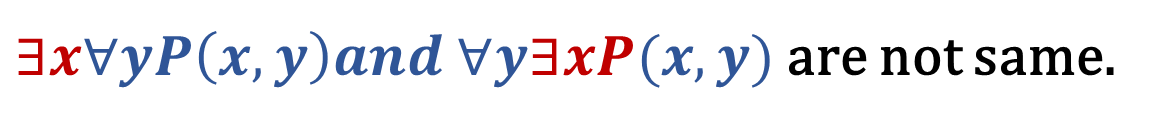 ∃x∀yP(x, y)and ∀y∃xP(x, y) are not same.